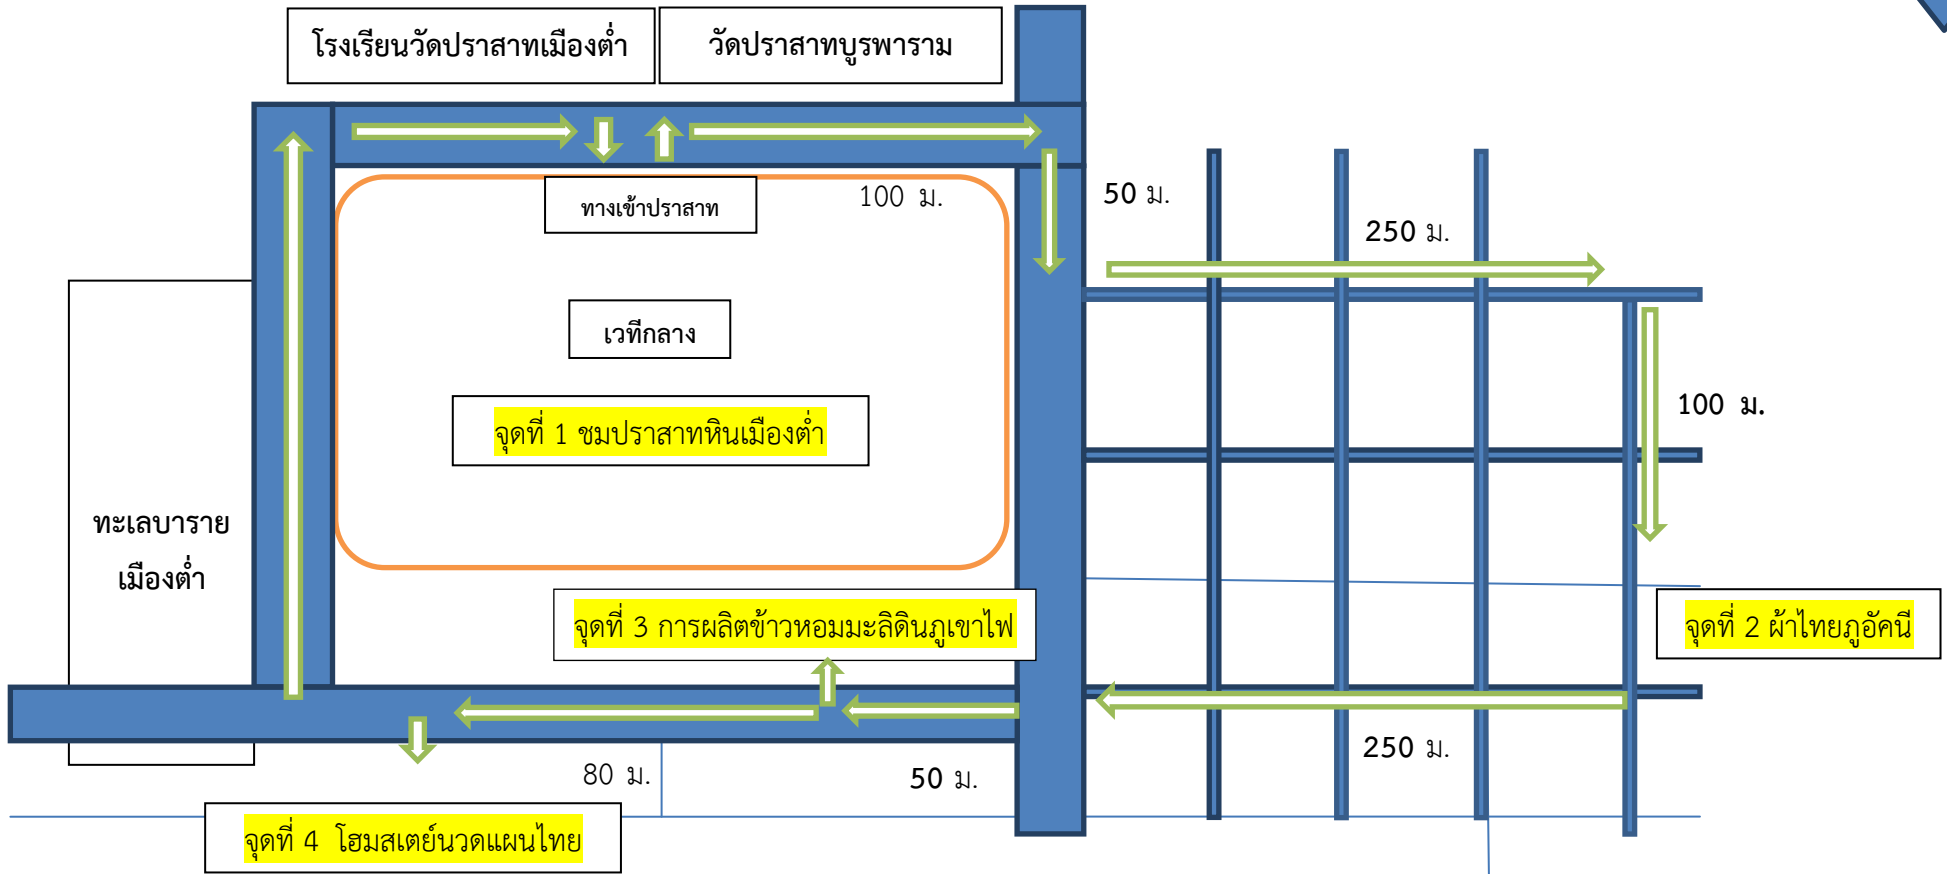 โรงเรียนวัดปราสาทเมืองต่ำ
วัดปราสาทบูรพาราม
ทางเข้าปราสาท
100 ม.
50 ม.
250 ม.
เวทีกลาง
จุดที่ 1 ชมปราสาทหินเมืองต่ำ
100 ม.
ทะเลบาราย
เมืองต่ำ
จุดที่ 3 การผลิตข้าวหอมมะลิดินภูเขาไฟ
จุดที่ 2 ผ้าไทยภูอัคนี
250 ม.
80 ม.
50 ม.
จุดที่ 4 โฮมสเตย์นวดแผนไทย